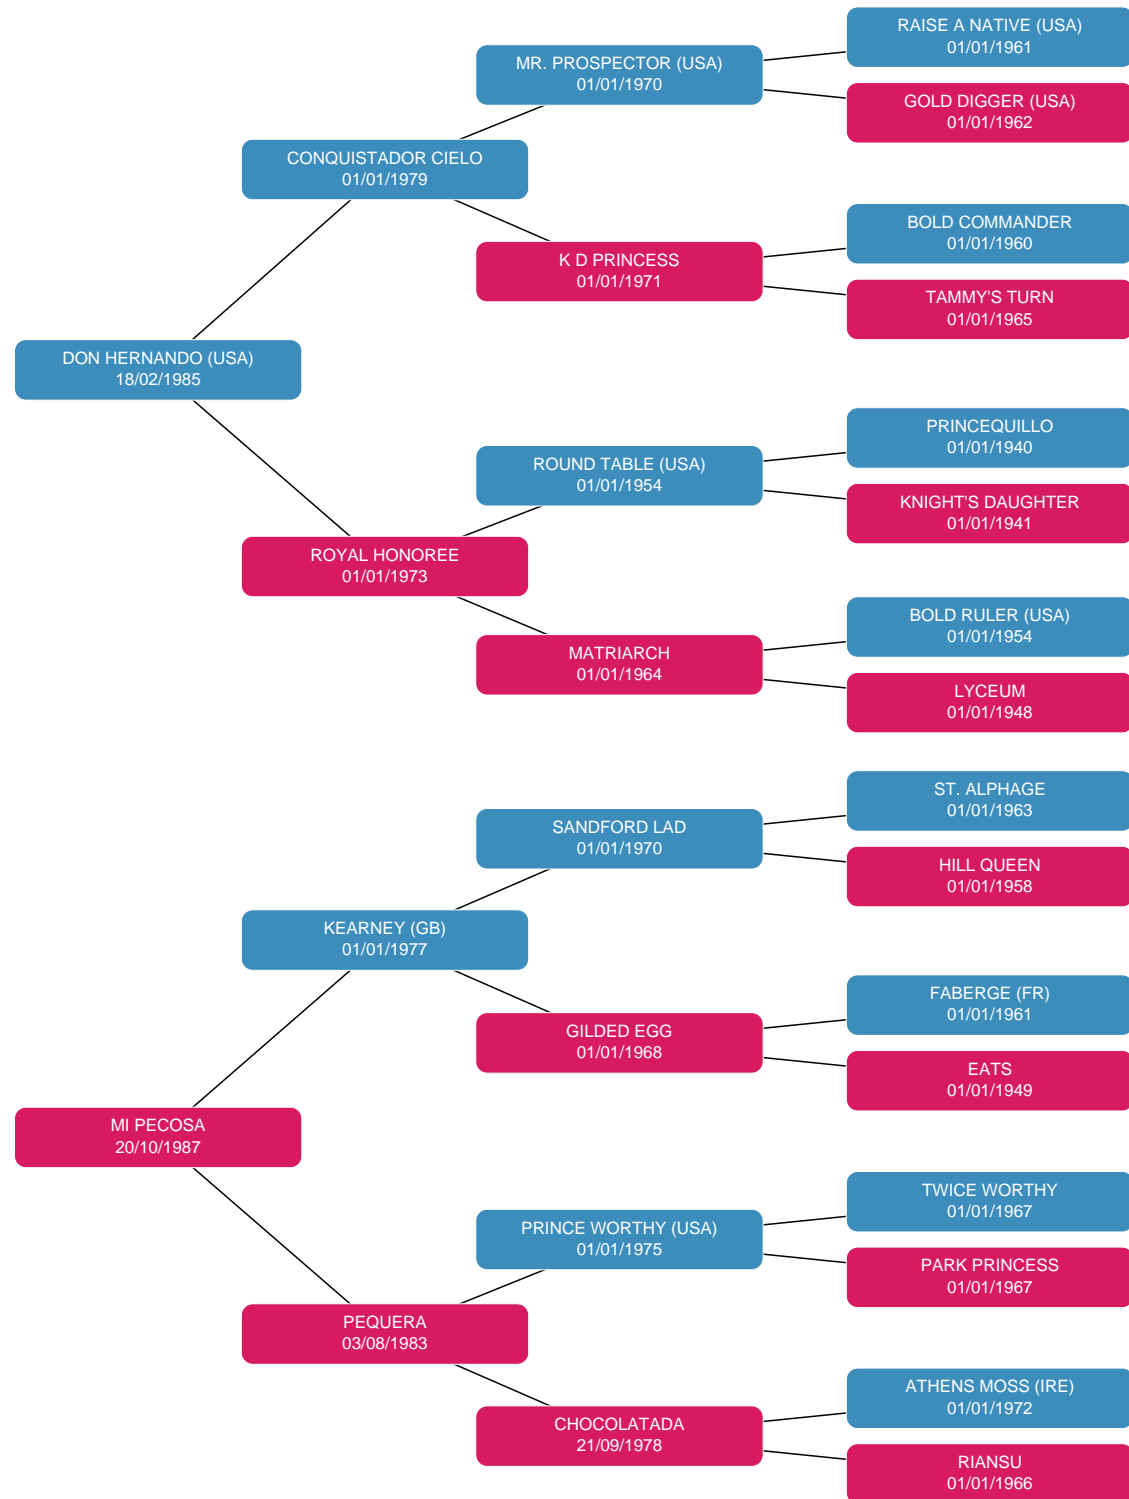 RAISE A NATIVE (USA)
01/01/1961
MR. PROSPECTOR (USA)
01/01/1970
GOLD DIGGER (USA)
01/01/1962
CONQUISTADOR CIELO
01/01/1979
BOLD COMMANDER
01/01/1960
K D PRINCESS
01/01/1971
TAMMY'S TURN
01/01/1965
DON HERNANDO (USA)
18/02/1985
PRINCEQUILLO
01/01/1940
ROUND TABLE (USA)
01/01/1954
KNIGHT'S DAUGHTER
01/01/1941
ROYAL HONOREE
01/01/1973
BOLD RULER (USA)
01/01/1954
MATRIARCH
01/01/1964
LYCEUM
01/01/1948
ST. ALPHAGE
01/01/1963
SANDFORD LAD
01/01/1970
HILL QUEEN
01/01/1958
KEARNEY (GB)
01/01/1977
FABERGE (FR)
01/01/1961
GILDED EGG
01/01/1968
EATS
01/01/1949
MI PECOSA
20/10/1987
TWICE WORTHY
01/01/1967
PRINCE WORTHY (USA)
01/01/1975
PARK PRINCESS
01/01/1967
PEQUERA
03/08/1983
ATHENS MOSS (IRE)
01/01/1972
CHOCOLATADA
21/09/1978
RIANSU
01/01/1966